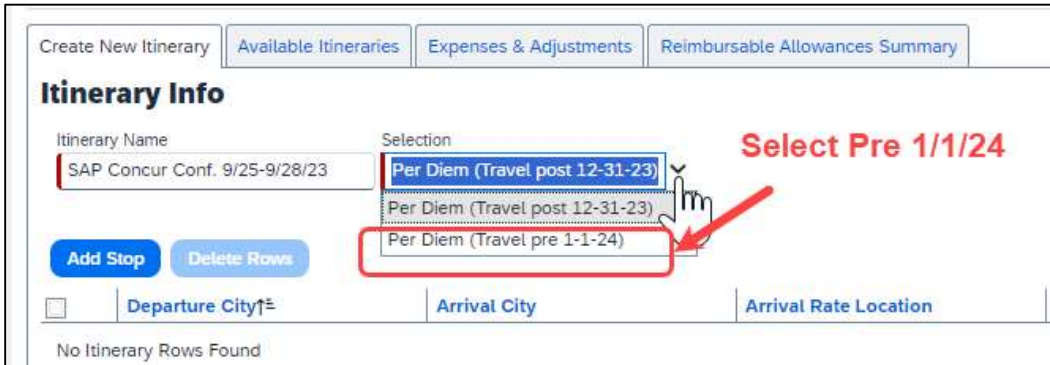 Create New Itinerary Available Itineraries Expenses & Adjustments Reimbursable Allowances Summary
Itinerary Info
Itinerary Name Selection
SAP Concur Conf. 9/25-9/28/23 Per Diem (Travel post 12-31-23)
Select Pre 1/1/24
Per Diem (Travel post 12-31-23)
Per Diem (Travel pre 1-1-24)
Add Stop Delete Rows
Departure City Arrival City Arrival Rate Location
No Itinerary Rows Found